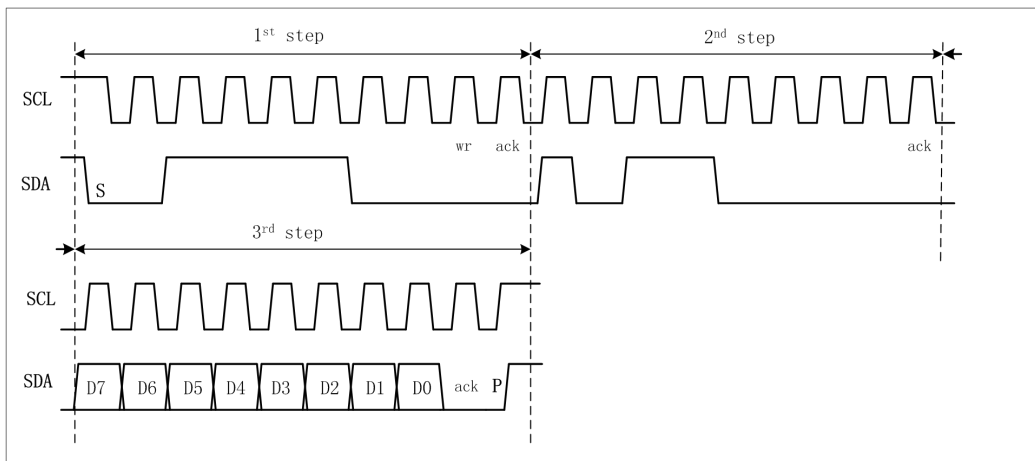 1st step 2nd step
SCL
wr ack ack
SDA S
3rd step
SCL
SDA D7 D6 D5 D4 D3 D2 D1 D0 ack P